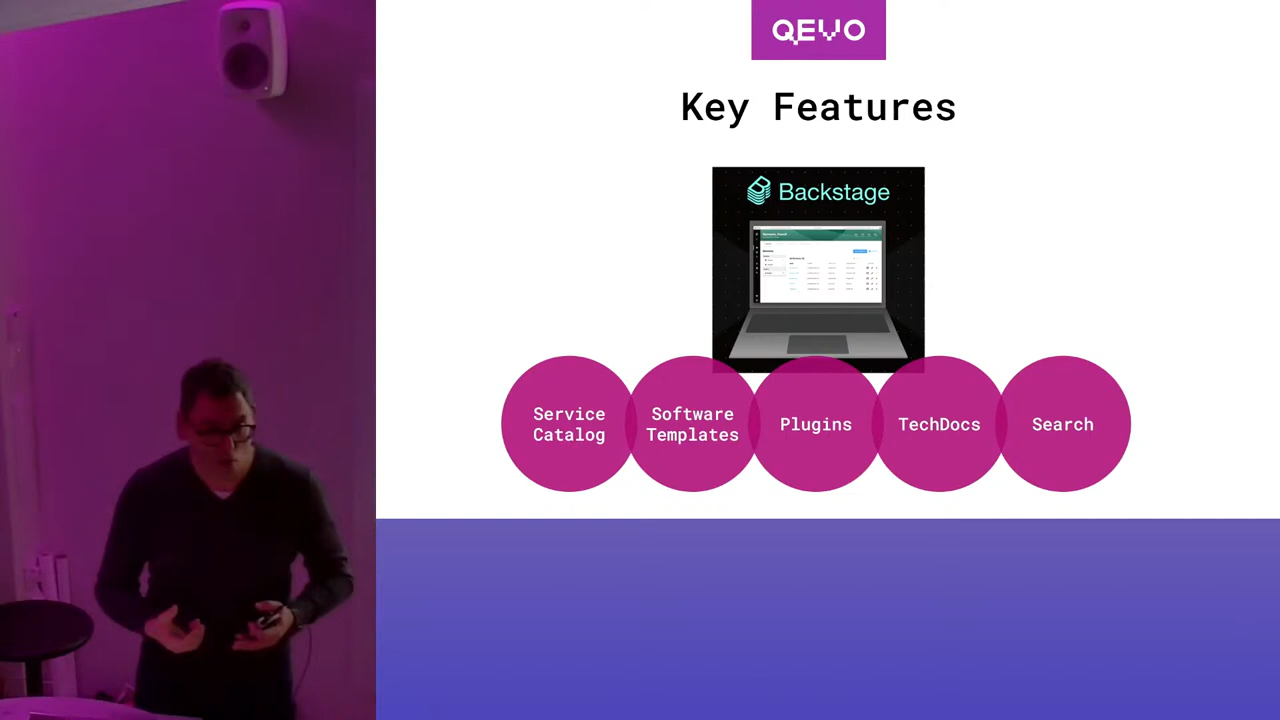 QEVO
Key Features
Backstage
Service
Catalog
Software
Templates
Plugins
TechDocs
Search